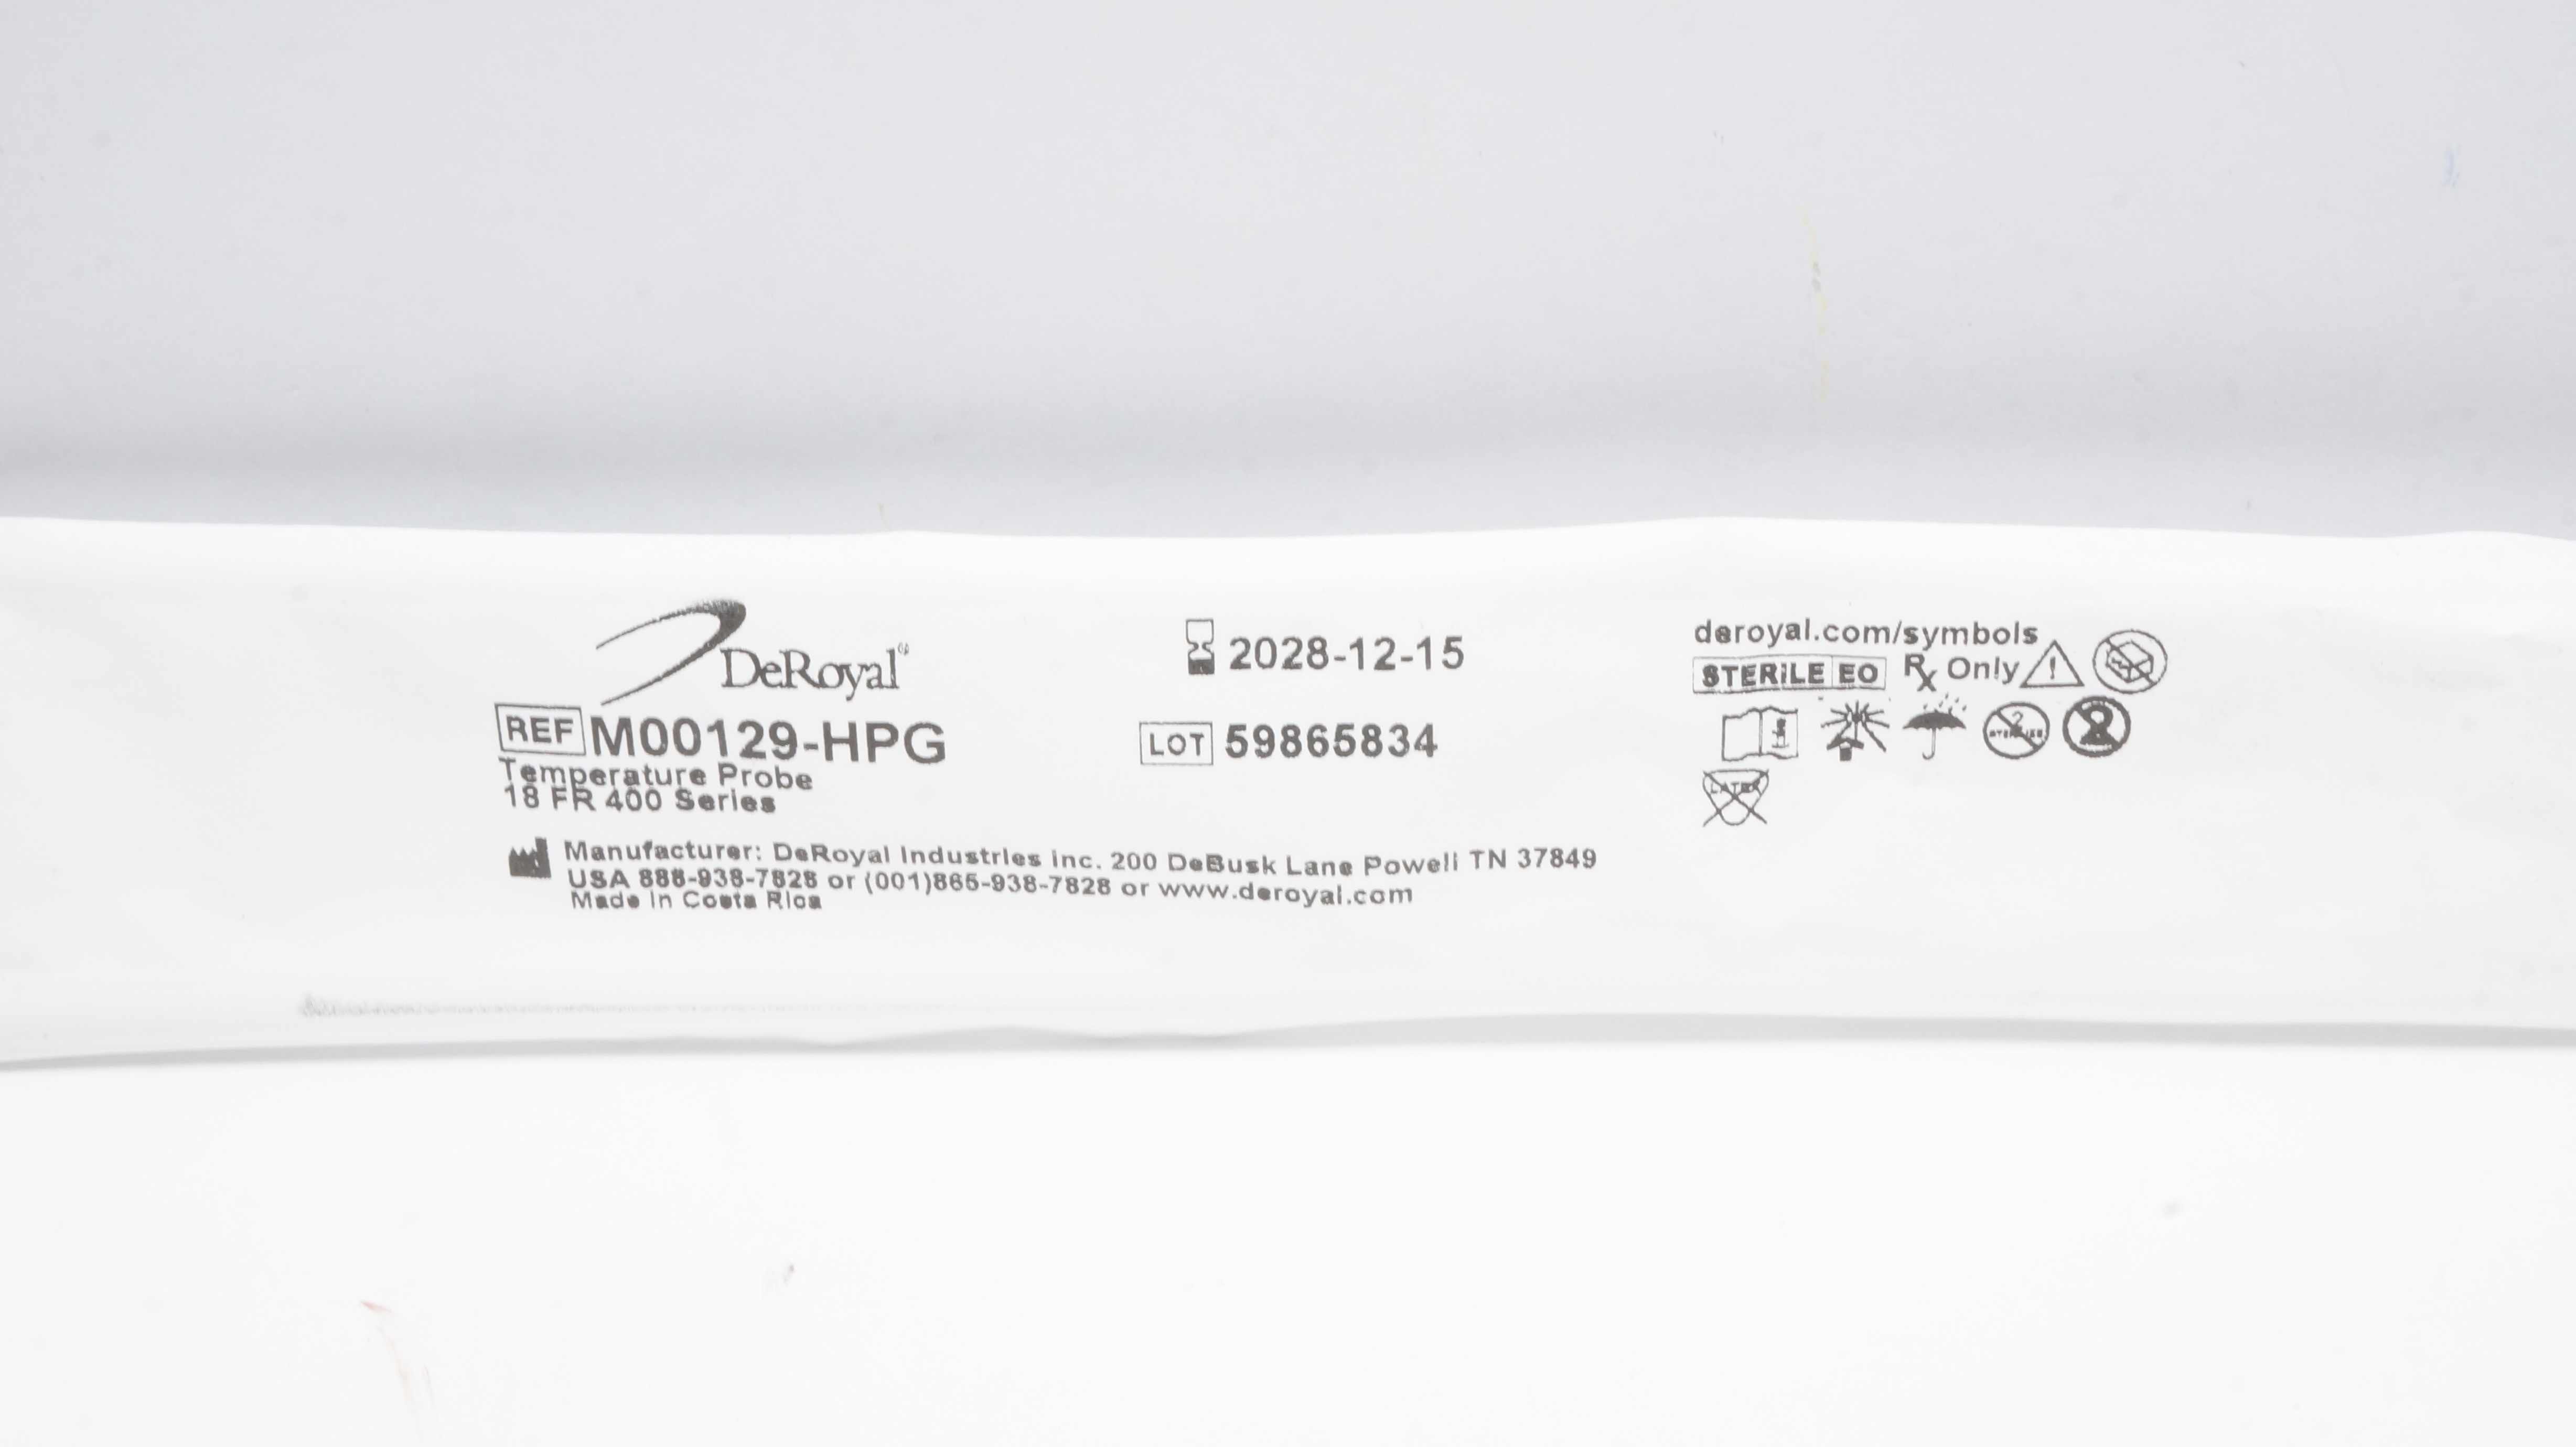 DeRoyal®
REF M00129-HPG
Temperature Probe
18 FR 400 Series
2028-12-15
LOT 59865834
deroyal.com/symbols
STERILE EO Rx Only
2
LATEX
Manufacturer: DeRoyal Industries Inc. 200 DeBusk Lane Powell TN 37849
USA 888-938-7828 or (001)865-938-7828 or www.deroyal.com
Made in Costa Rica